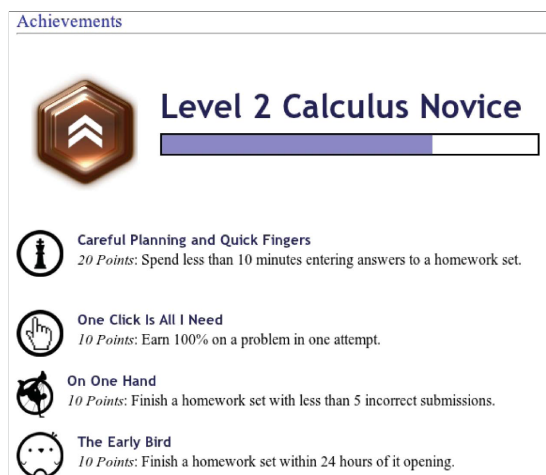 Achievements
Level 2 Calculus Novice
Careful Planning and Quick Fingers
20 Points: Spend less than 10 minutes entering answers to a homework set.
One Click Is All I Need
10 Points: Earn 100% on a problem in one attempt.
On One Hand
10 Points: Finish a homework set with less than 5 incorrect submissions.
The Early Bird
10 Points: Finish a homework set within 24 hours of it opening.